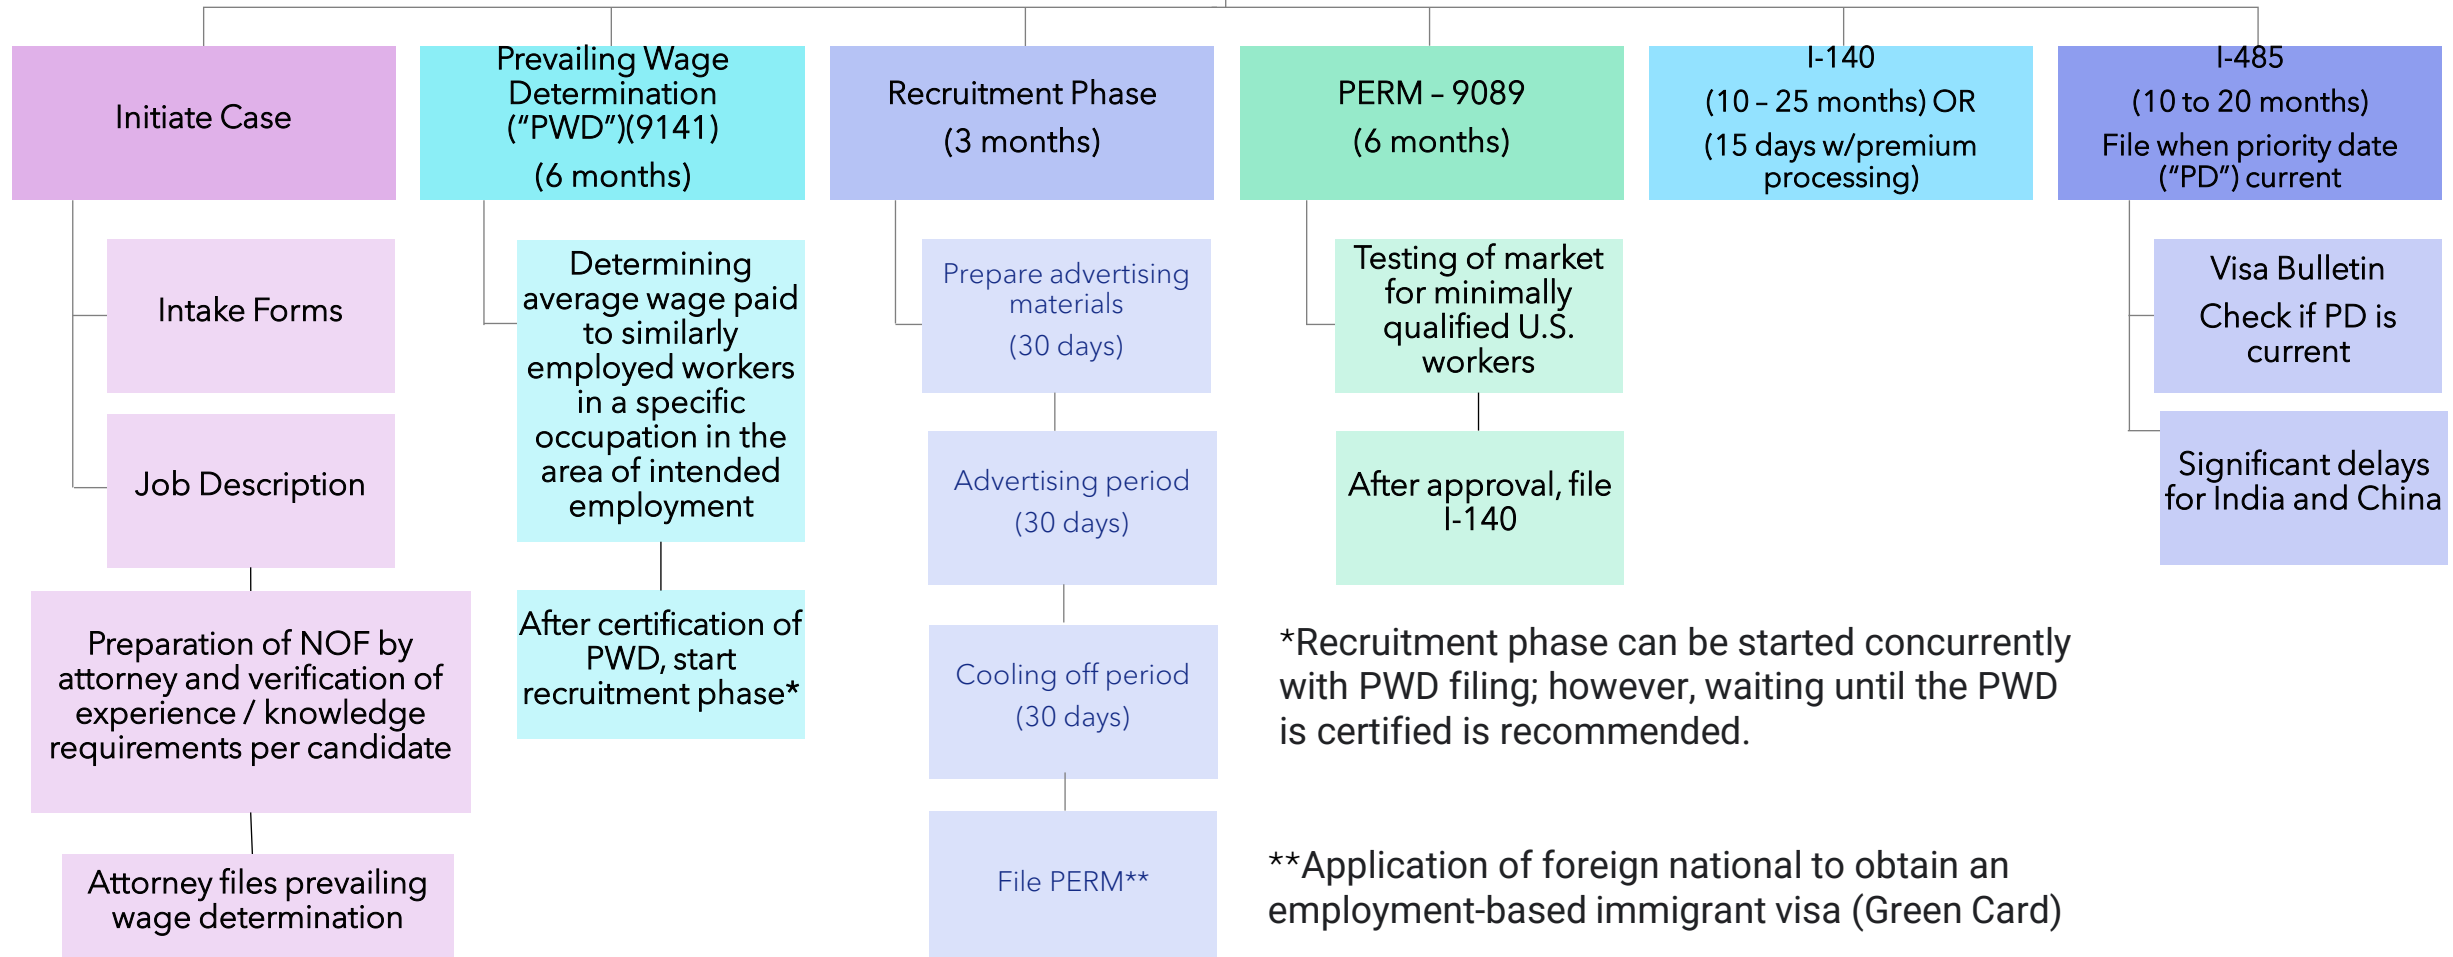 Initiate Case
Intake Forms
Job Description
Preparation of NOF by
attorney and verification of
experience / knowledge
requirements per candidate
Attorney files prevailing
wage determination
Prevailing Wage
Determination
(“PWD”)(9141)
(6 months)
Determining
average wage paid
to similarly
employed workers
in a specific
occupation in the
area of intended
employment
After certification of
PWD, start
recruitment phase*
Recruitment Phase
(3 months)
Prepare advertising
materials
(30 days)
Advertising period
(30 days)
Cooling off period
(30 days)
File PERM**
PERM – 9089
(6 months)
Testing of market
for minimally
qualified U.S.
workers
After approval, file
I-140
I-140
(10 – 25 months) OR
(15 days w/premium
processing)
I-485
(10 to 20 months)
File when priority date
(“PD”) current
Visa Bulletin
Check if PD is
current
Significant delays
for India and China
*Recruitment phase can be started concurrently
with PWD filing; however, waiting until the PWD
is certified is recommended.
**Application of foreign national to obtain an
employment-based immigrant visa (Green Card)